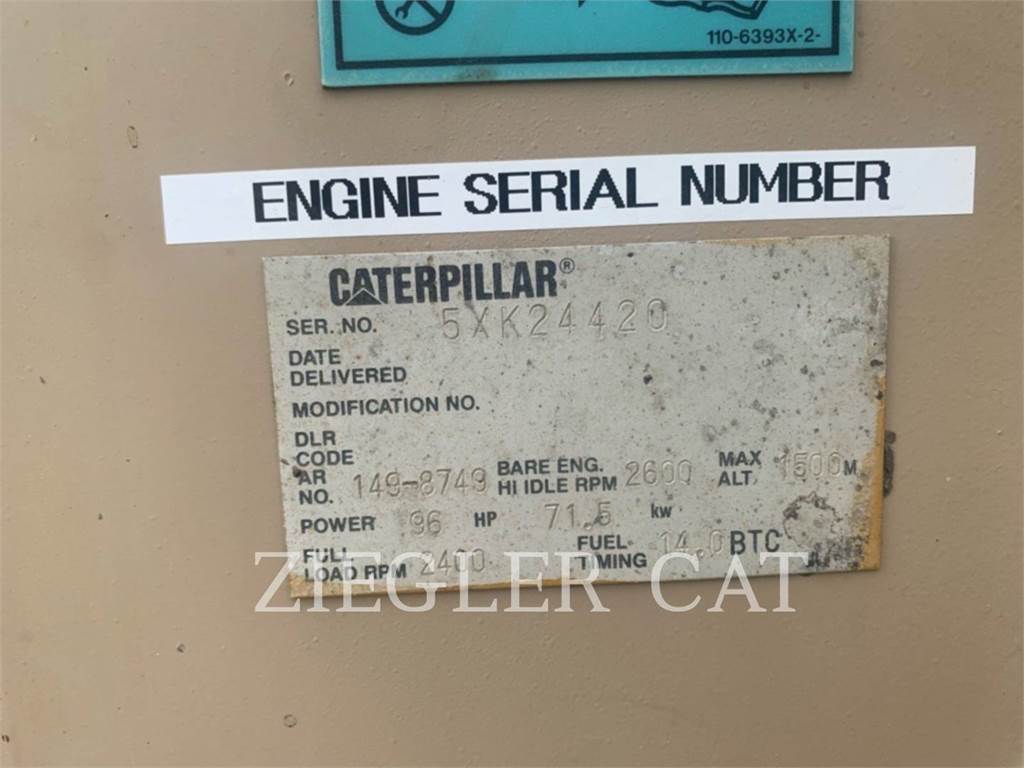 110-6393X-2-
ENGINE SERIAL NUMBER
CATERPILLAR®
SER. NO. 5XK24420
DATE
DELIVERED
MODIFICATION NO.
DLR
CODE
AR
NO. 149-8749 BARE ENG.
HI IDLE RPM 2600 MAX
ALT 1500M
POWER 96 HP 71.5 kw
FULL
LOAD RPM 2400 FUEL
TIMING 14.0 BTC
ZIEGLER CAT